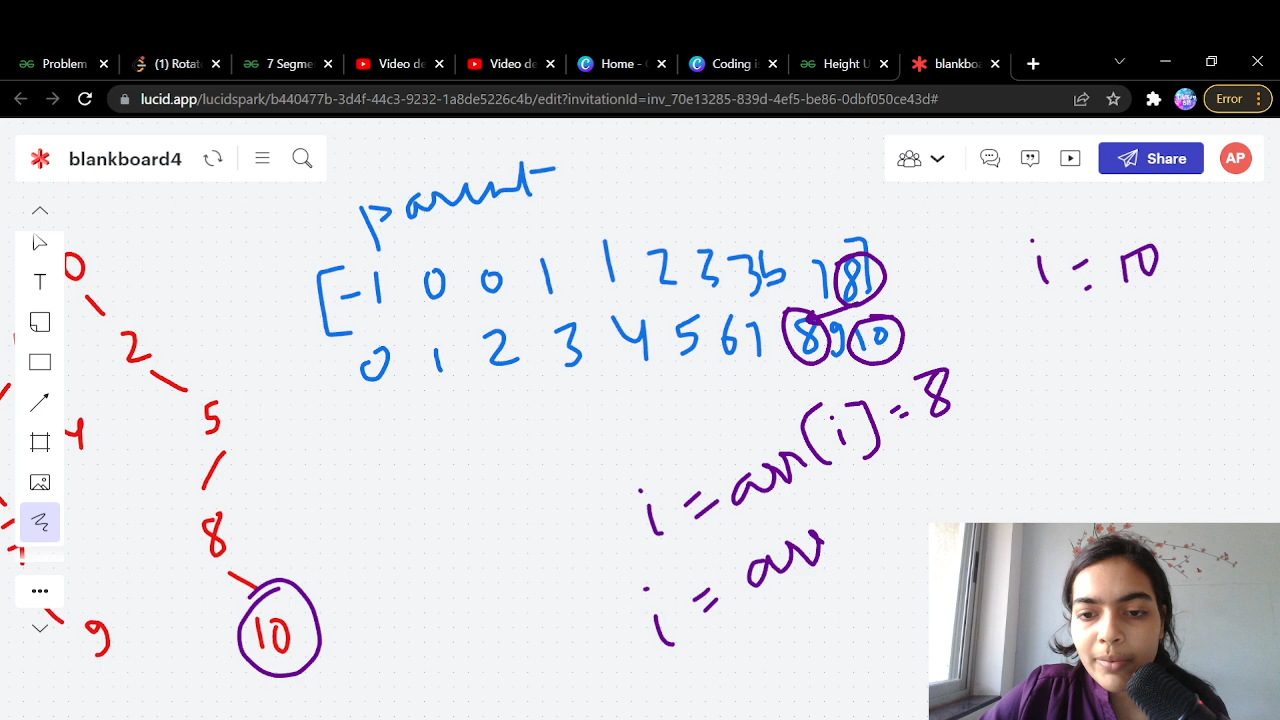 Problem
(1) Rotat
7 Segme
Video de
Video de
Home - 
Coding is
Height U
blankboa
lucid.app/lucidspark/b440477b-3d4f-44c3-9232-1a8de5226c4b/edit?invitationId=inv_70e13285-839d-4ef5-be86-0dbf050ce43d#
Error
blankboard4
Share
AP
T
parent
[-1 0 0 1 1 2 3 3 5 7 8]
0 1 2 3 4 5 6 7 8 9 10
i = 10
i = arr[i] = 8
i = arr
0
2
4
5
8
9
10